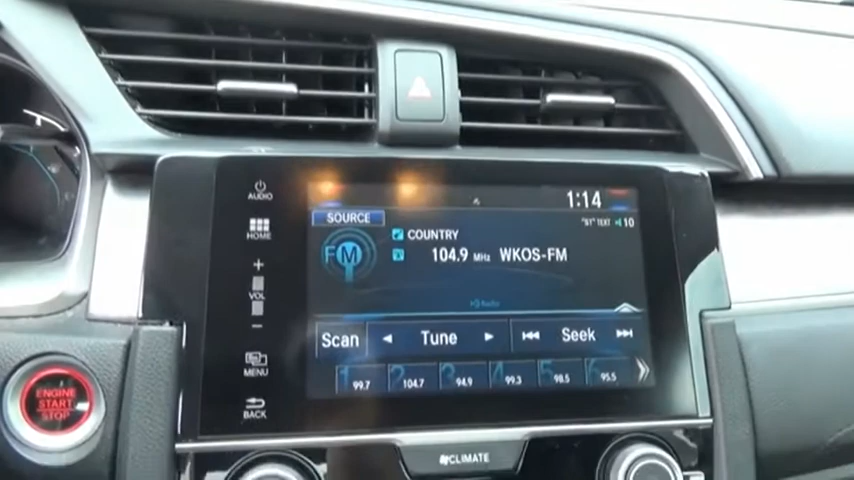 AUDIO
1:14
SOURCE
TEXT 10
HOME
COUNTRY
FM
104.9 MHz WKOS-FM
+
VOL
-
HD Radio
Scan
Tune
Seek
MENU
1 99.7
2 104.7
3 94.9
4 99.3
5 98.5
6 95.5
BACK
ENGINE
START
STOP
CLIMATE